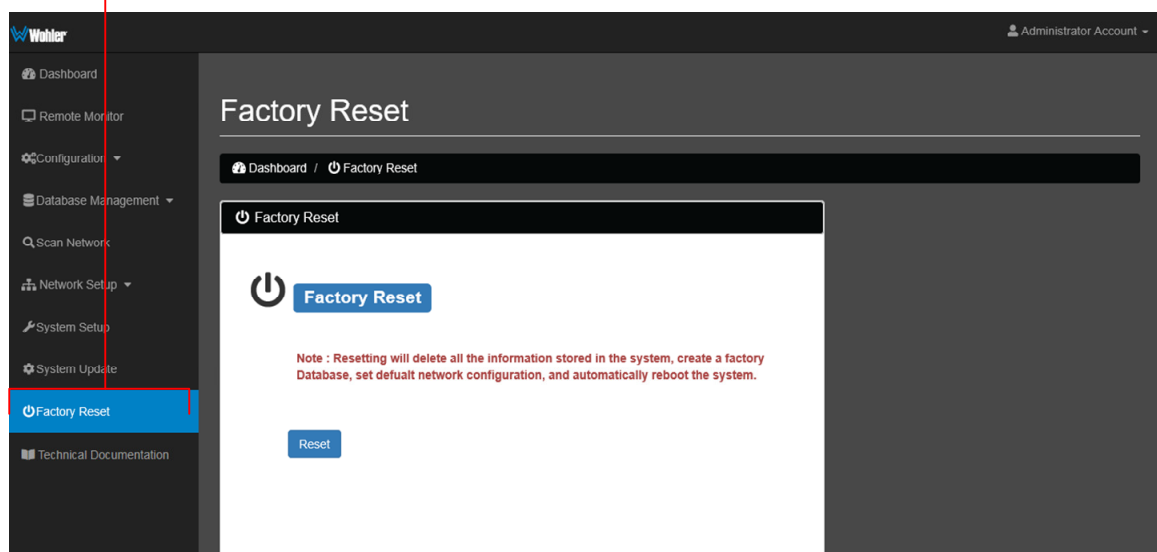 Wohler
Administrator Account
Dashboard
Remote Monitor
Configuration
Database Management
Scan Network
Network Setup
System Setup
System Update
Factory Reset
Technical Documentation
Factory Reset
Dashboard / Factory Reset
Factory Reset
Factory Reset
Note : Resetting will delete all the information stored in the system, create a factory
Database, set defualt network configuration, and automatically reboot the system.
Reset